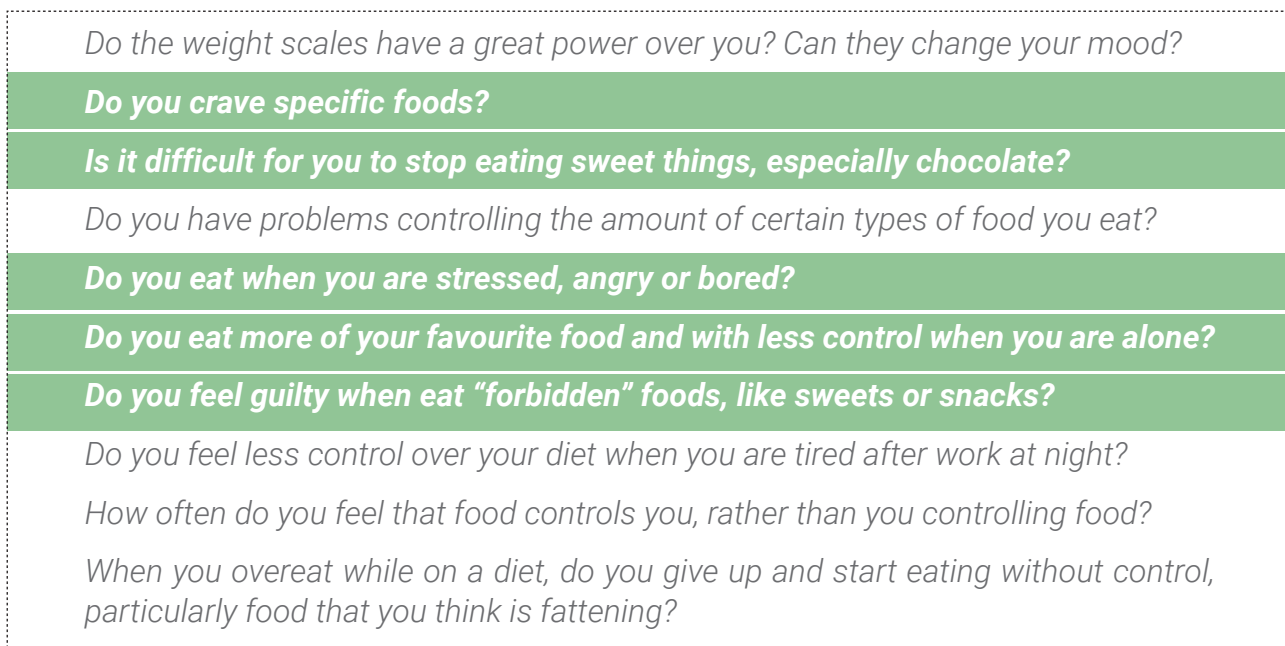 Do the weight scales have a great power over you? Can they change your mood?
Do you crave specific foods?
Is it difficult for you to stop eating sweet things, especially chocolate?
Do you have problems controlling the amount of certain types of food you eat?
Do you eat when you are stressed, angry or bored?
Do you eat more of your favourite food and with less control when you are alone?
Do you feel guilty when eat “forbidden” foods, like sweets or snacks?
Do you feel less control over your diet when you are tired after work at night?
How often do you feel that food controls you, rather than you controlling food?
When you overeat while on a diet, do you give up and start eating without control,
particularly food that you think is fattening?